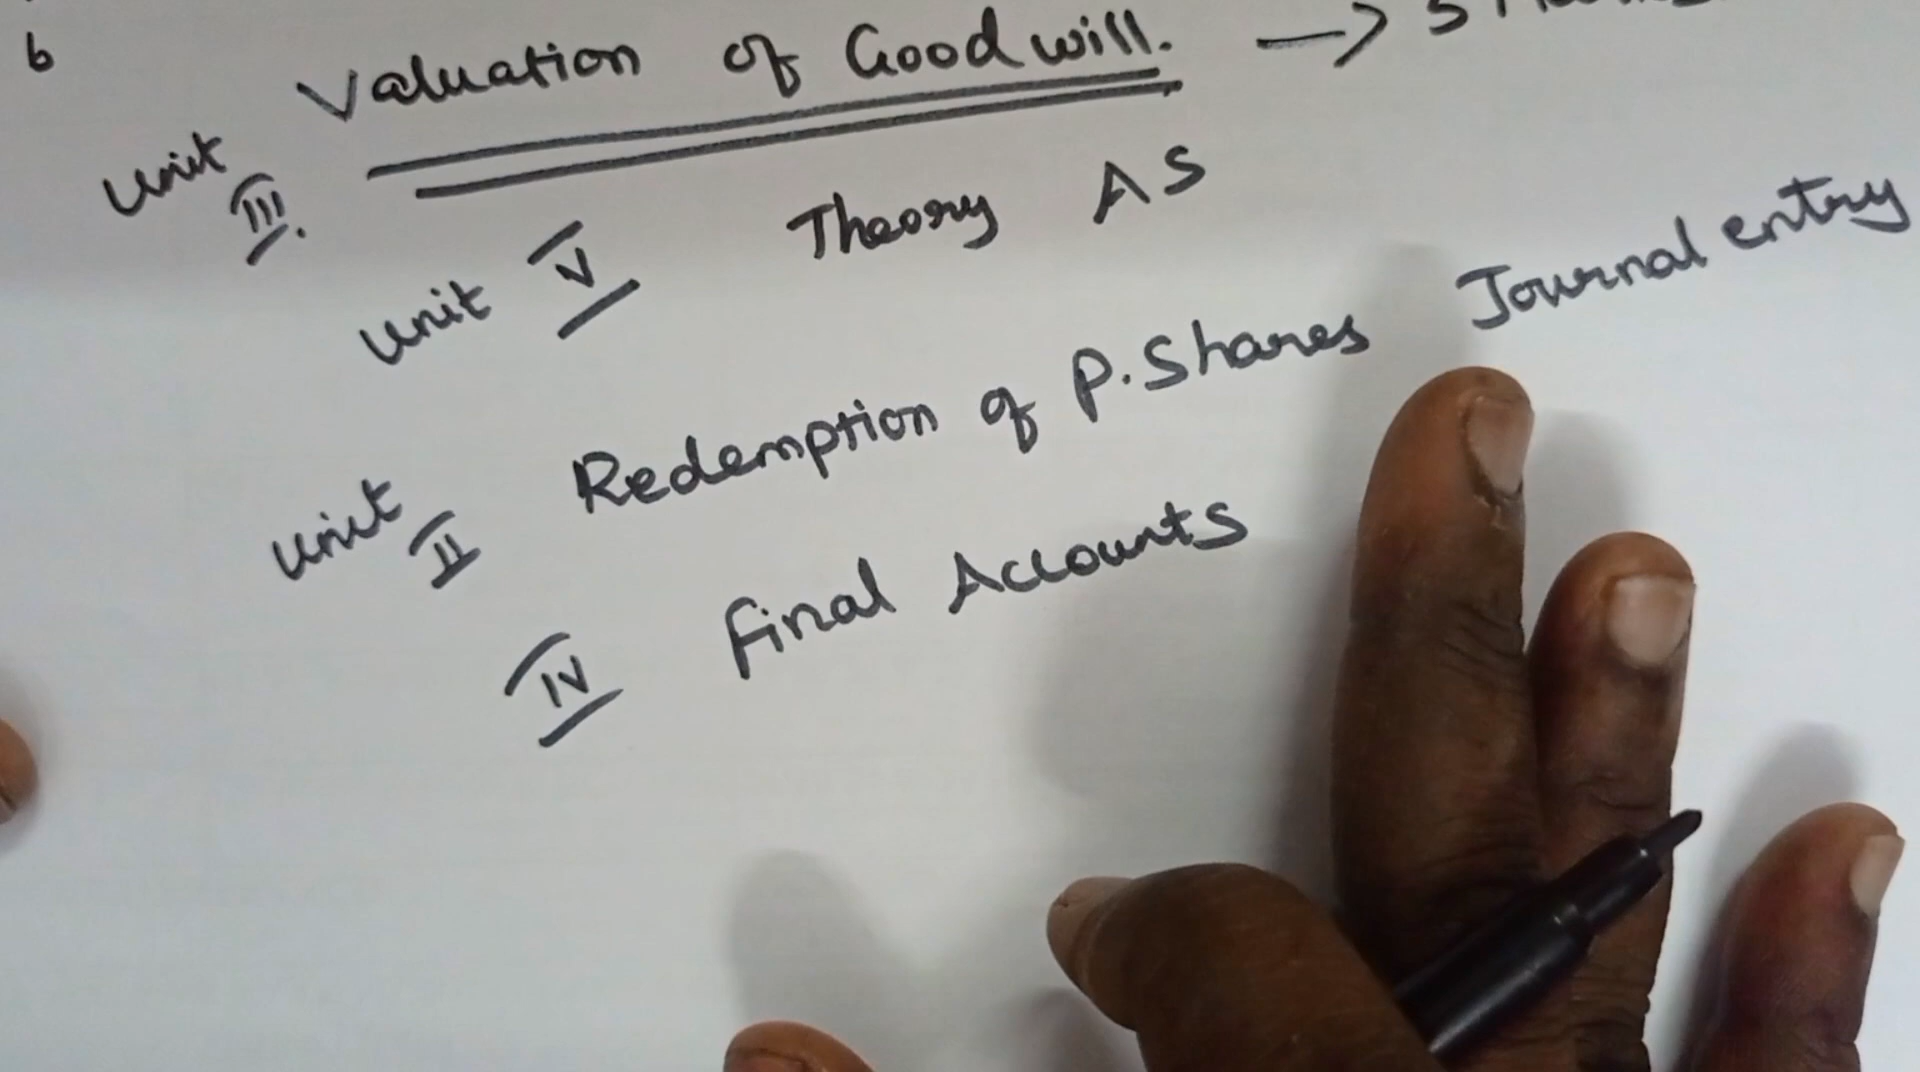 6
Valuation of Goodwill. → 5
Unit III.
Unit V Theory AS
Unit II Redemption of P. Shares Journal entry
IV Final Accounts